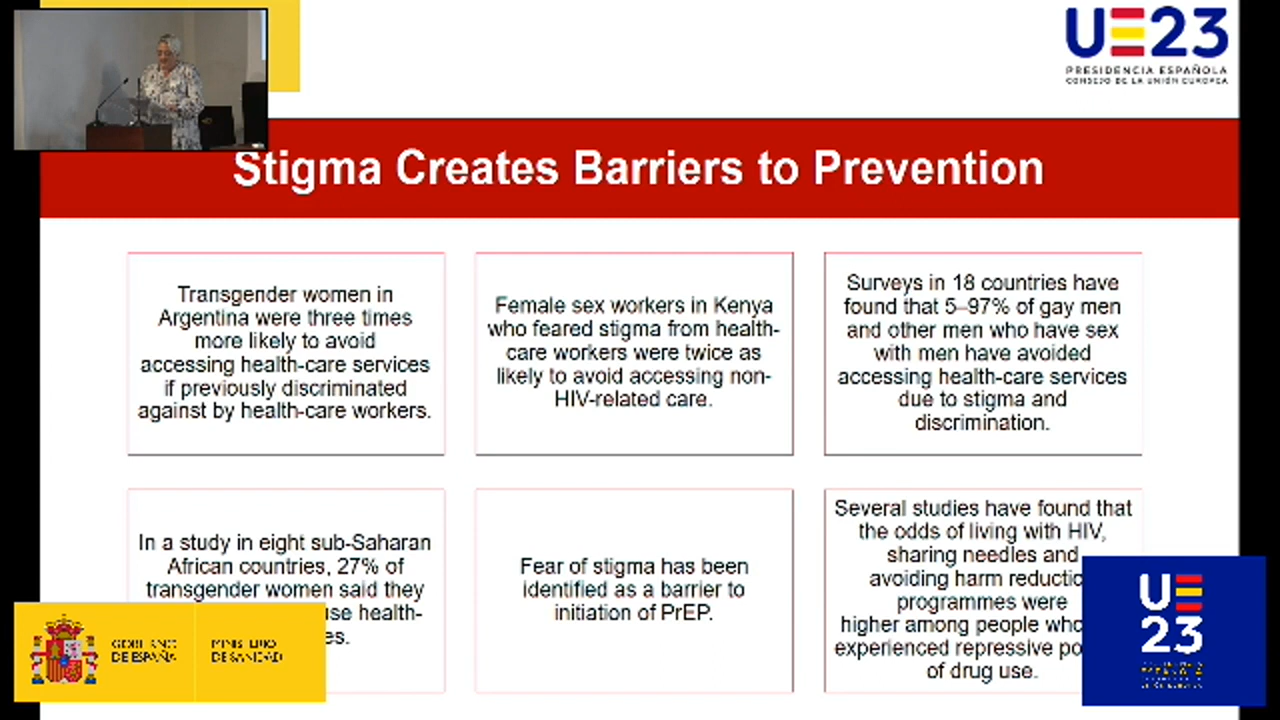 UE23
PRESIDENCIA ESPAÑOLA
CONSEJO DE LA UNIÓN EUROPEA
Stigma Creates Barriers to Prevention
Transgender women in
Argentina were three times
more likely to avoid
accessing health-care services
if previously discriminated
against by health-care workers.
Female sex workers in Kenya
who feared stigma from health-
care workers were twice as
likely to avoid accessing non-
HIV-related care.
Surveys in 18 countries have
found that 5–97% of gay men
and other men who have sex
with men have avoided
accessing health-care services
due to stigma and
discrimination.
In a study in eight sub-Saharan
African countries, 27% of
transgender women said they
use health-
es.
Fear of stigma has been
identified as a barrier to
initiation of PrEP.
Several studies have found that
the odds of living with HIV,
sharing needles and
avoiding harm reductio
programmes were
higher among people who
experienced repressive po
of drug use.
GOBIERNO
DE ESPAÑA
MINISTERIO
DE SANIDAD
UE
23